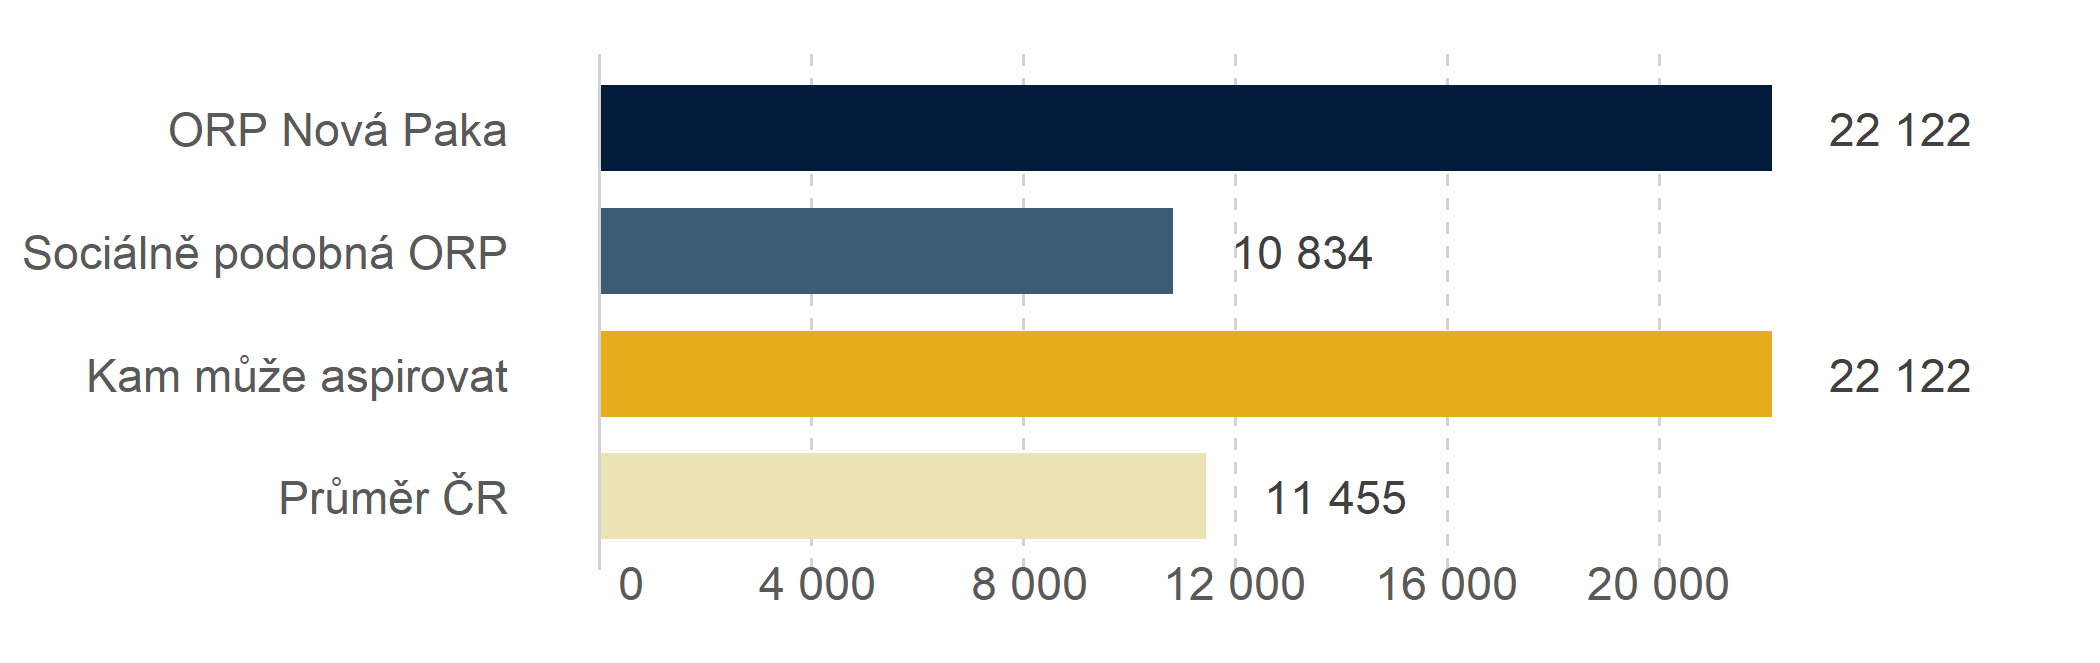 ORP Nová Paka 22 122
Sociálně podobná ORP 10 834
Kam může aspirovat 22 122
Průměr ČR 11 455
0 4 000 8 000 12 000 16 000 20 000